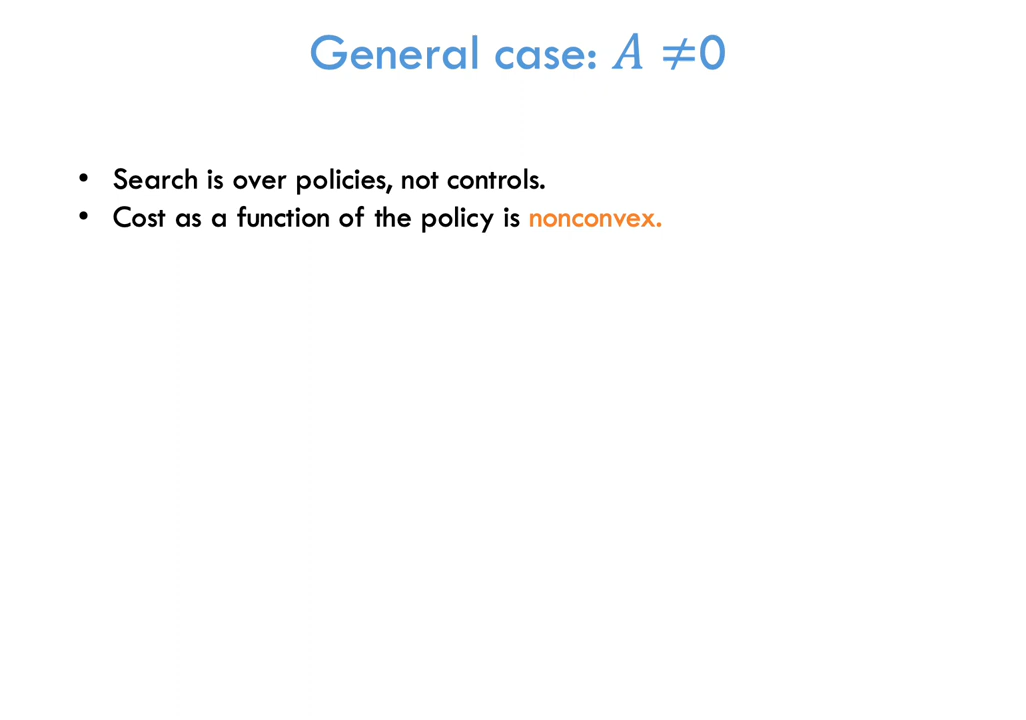 General case: 𝐴 ≠0
• Search is over policies, not controls.
• Cost as a function of the policy is nonconvex.